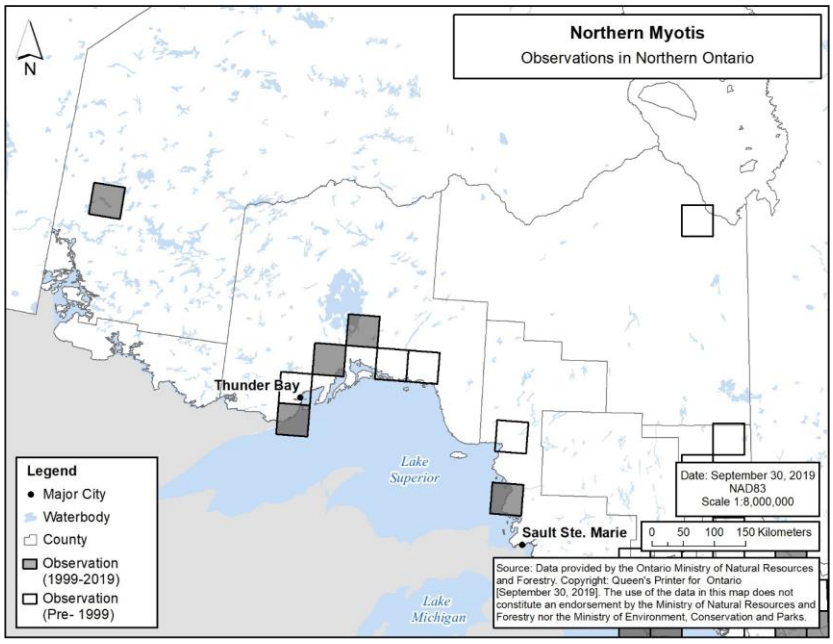 Northern Myotis
Observations in Northern Ontario
N
Thunder Bay
Lake
Superior
Sault Ste. Marie
Lake
Michigan
Legend
Major City
Waterbody
County
Observation
(1999-2019)
Observation
(Pre- 1999)
Date: September 30, 2019
NAD83
Scale 1:8,000,000
0 50 100 150 Kilometers
Source: Data provided by the Ontario Ministry of Natural Resources
and Forestry. Copyright: Queen's Printer for Ontario
[September 30, 2019]. The use of the data in this map does not
constitute an endorsement by the Ministry of Natural Resources and
Forestry nor the Ministry of Environment, Conservation and Parks.